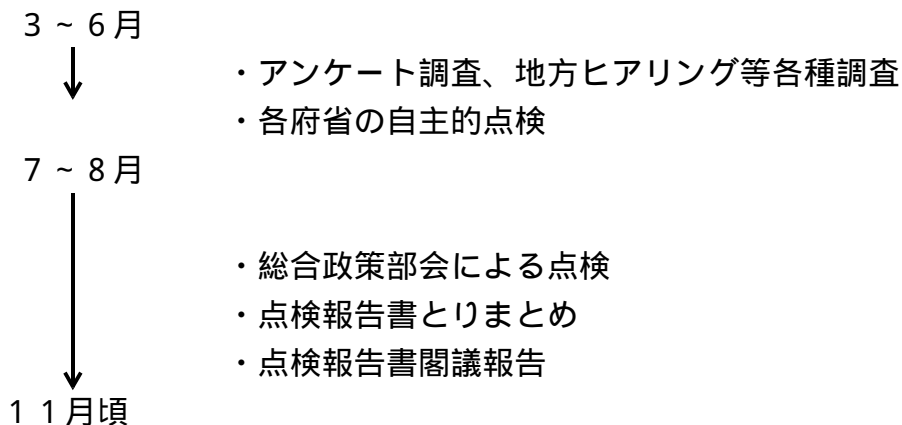 ３～６月
・アンケート調査、地方ヒアリング等各種調査
・各府省の自主的点検
７～８月
・総合政策部会による点検
・点検報告書とりまとめ
・点検報告書閣議報告
１１月頃